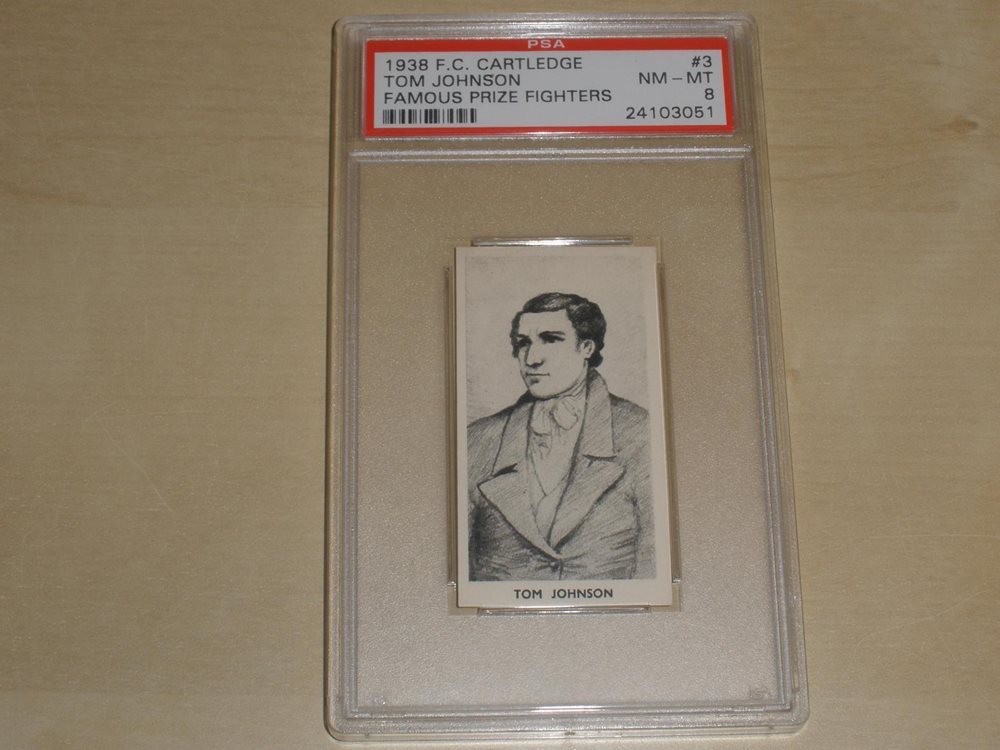 PSA
1938 F.C. CARTLEDGE #3
TOM JOHNSON NM - MT
FAMOUS PRIZE FIGHTERS 8
24103051
TOM JOHNSON